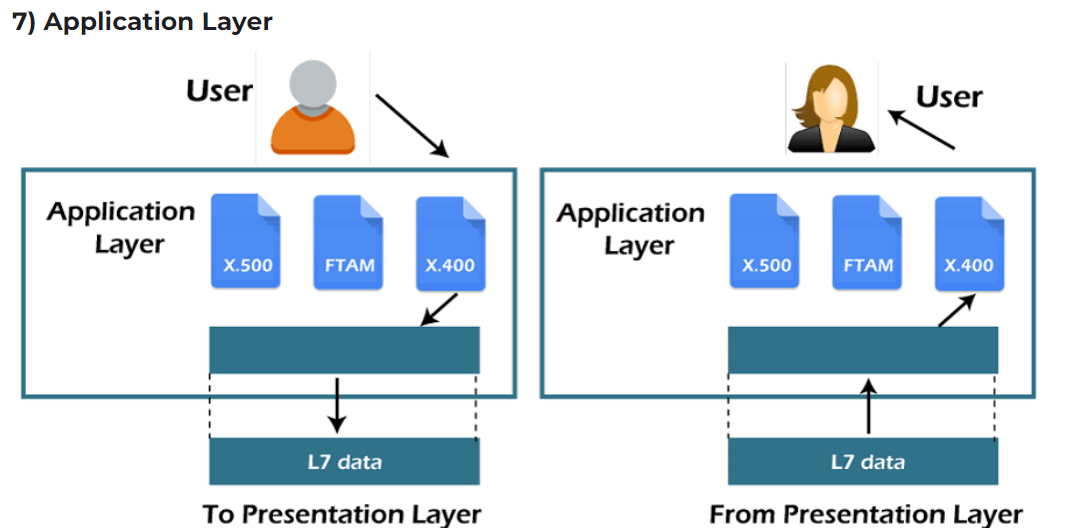 7) Application Layer
User
Application
Layer
X.500
FTAM
X.400
L7 data
To Presentation Layer
User
Application
Layer
X.500
FTAM
X.400
L7 data
From Presentation Layer